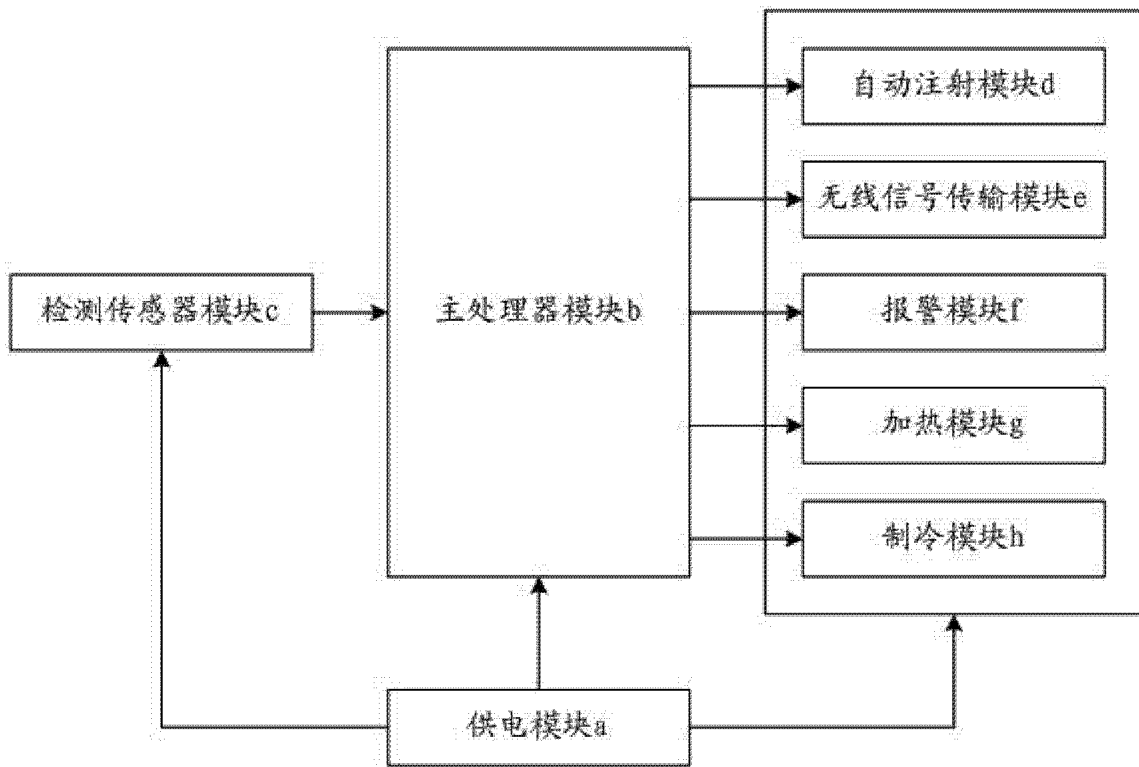 自动注射模块d
无线信号传输模块e
检测传感器模块c
主处理器模块b
报警模块f
加热模块g
制冷模块h
供电模块a